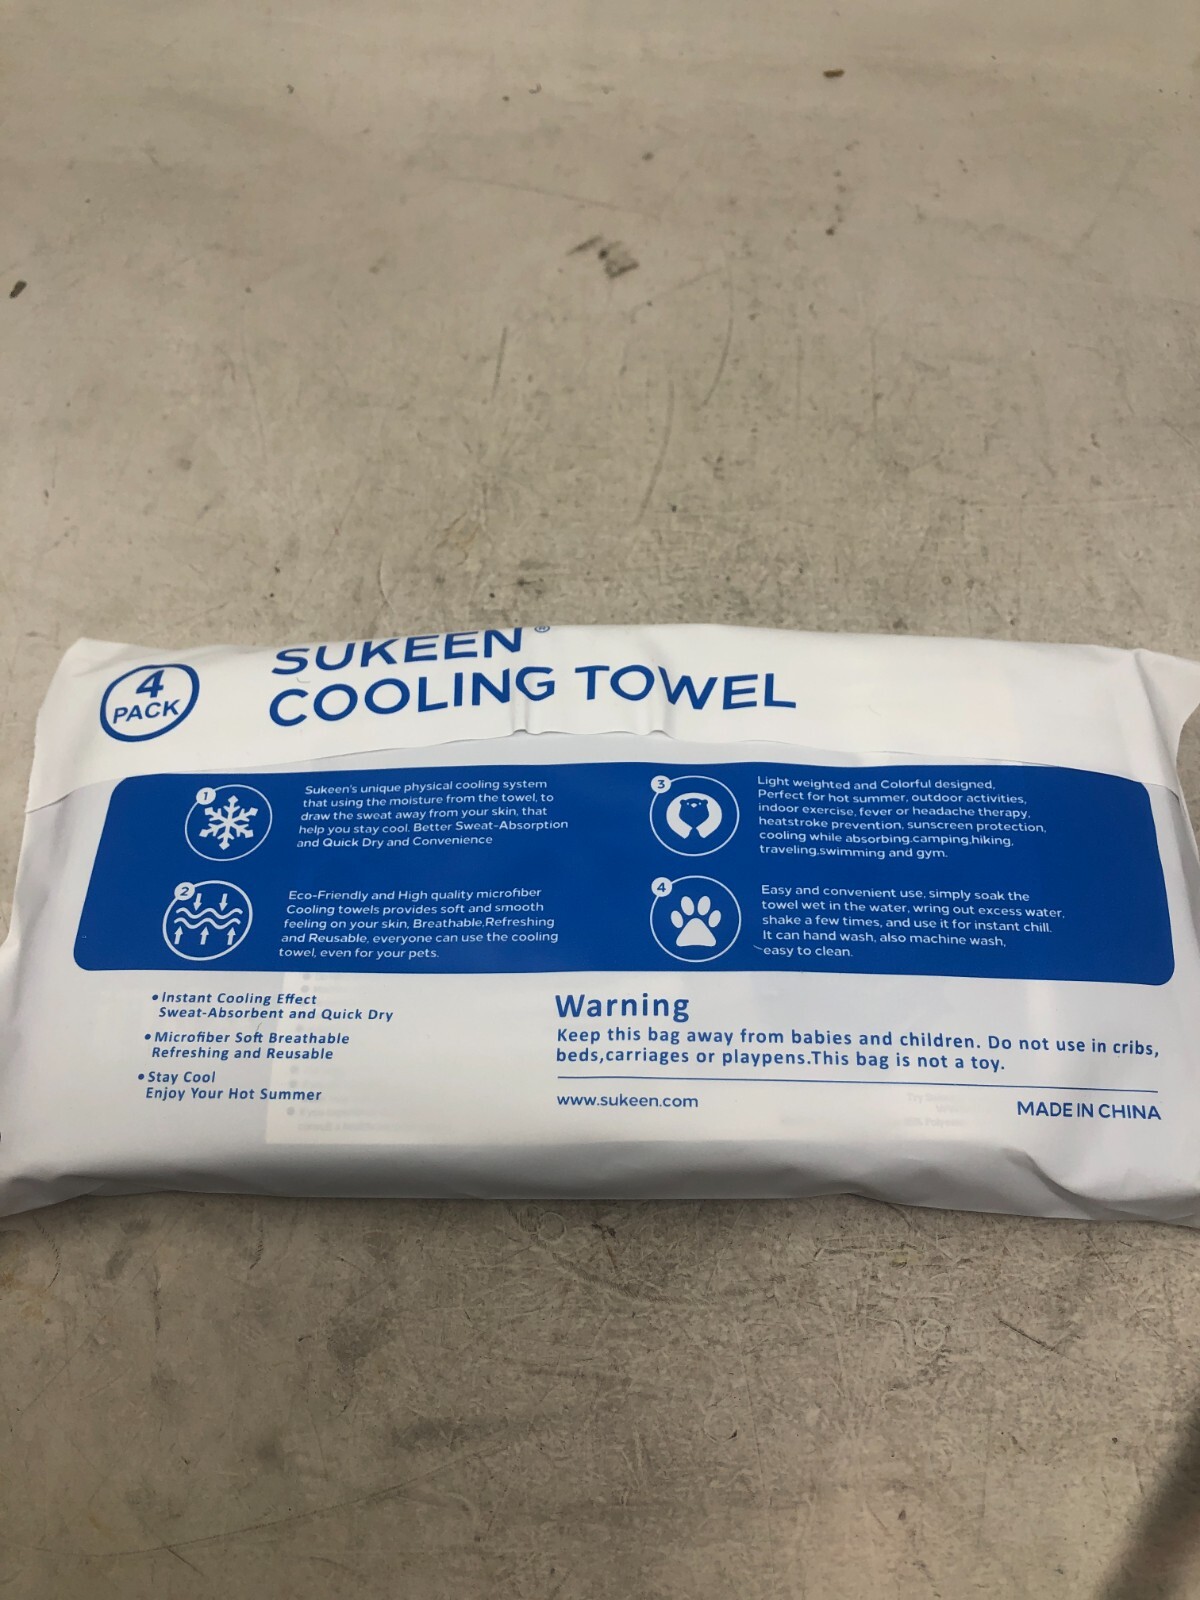 4
PACK
SUKEEN®
COOLING TOWEL
1
Sukeen's unique physical cooling system
that using the moisture from the towel, to
draw the sweat away from your skin, that
help you stay cool. Better Sweat-Absorption
and Quick Dry and Convenience
2
Eco-Friendly and High quality microfiber
Cooling towels provides soft and smooth
feeling on your skin, Breathable,Refreshing
and Reusable, everyone can use the cooling
towel, even for your pets.
3
Light weighted and Colorful designed,
Perfect for hot summer, outdoor activities,
indoor exercise, fever or headache therapy,
heatstroke prevention, sunscreen protection,
cooling while absorbing.camping,hiking,
traveling,swimming and gym.
4
Easy and convenient use, simply soak the
towel wet in the water, wring out excess water,
shake a few times, and use it for instant chill.
It can hand wash, also machine wash,
easy to clean.
• Instant Cooling Effect
Sweat-Absorbent and Quick Dry
• Microfiber Soft Breathable
Refreshing and Reusable
• Stay Cool
Enjoy Your Hot Summer
Warning
Keep this bag away from babies and children. Do not use in cribs,
beds,carriages or playpens.This bag is not a toy.
www.sukeen.com
MADE IN CHINA